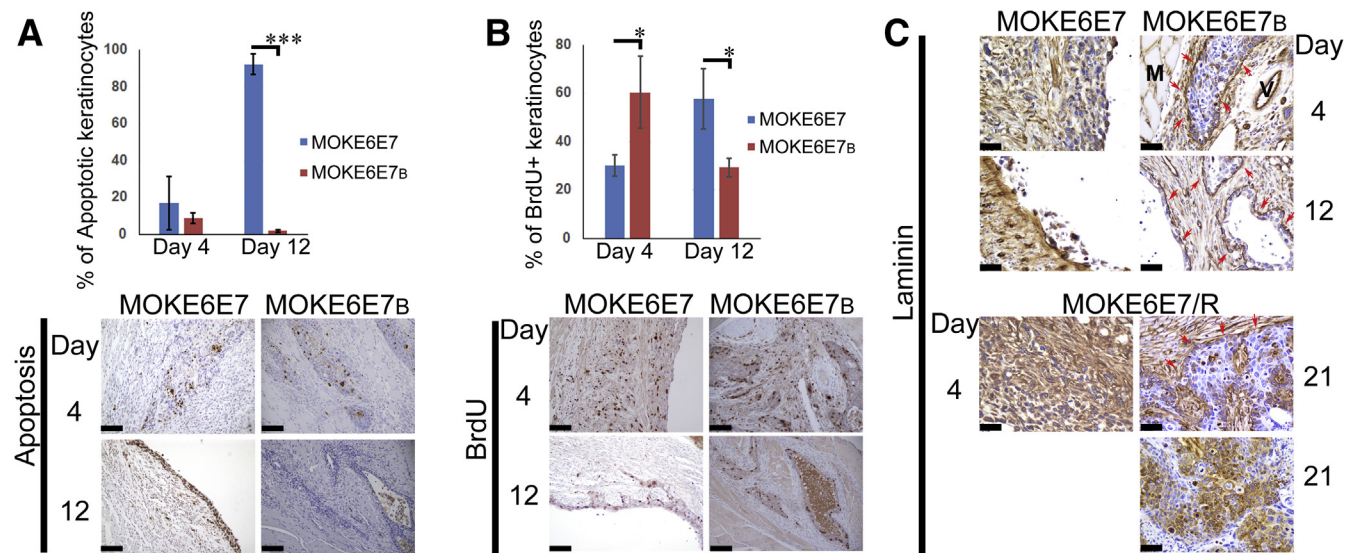 A
% of Apoptotic keratinocytes
100
80
60
40
20
0
***
Day 4
Day 12
MOKE6E7
MOKE6E7B
Apoptosis
MOKE6E7
MOKE6E7B
Day
4
12
B
% of BrdU+ keratinocytes
80
60
40
20
0
*
*
Day 4
Day 12
MOKE6E7
MOKE6E7B
BrdU
MOKE6E7
MOKE6E7B
Day
4
12
C
Laminin
MOKE6E7
MOKE6E7B
Day
M
V
4
12
MOKE6E7/R
Day
4
21
21